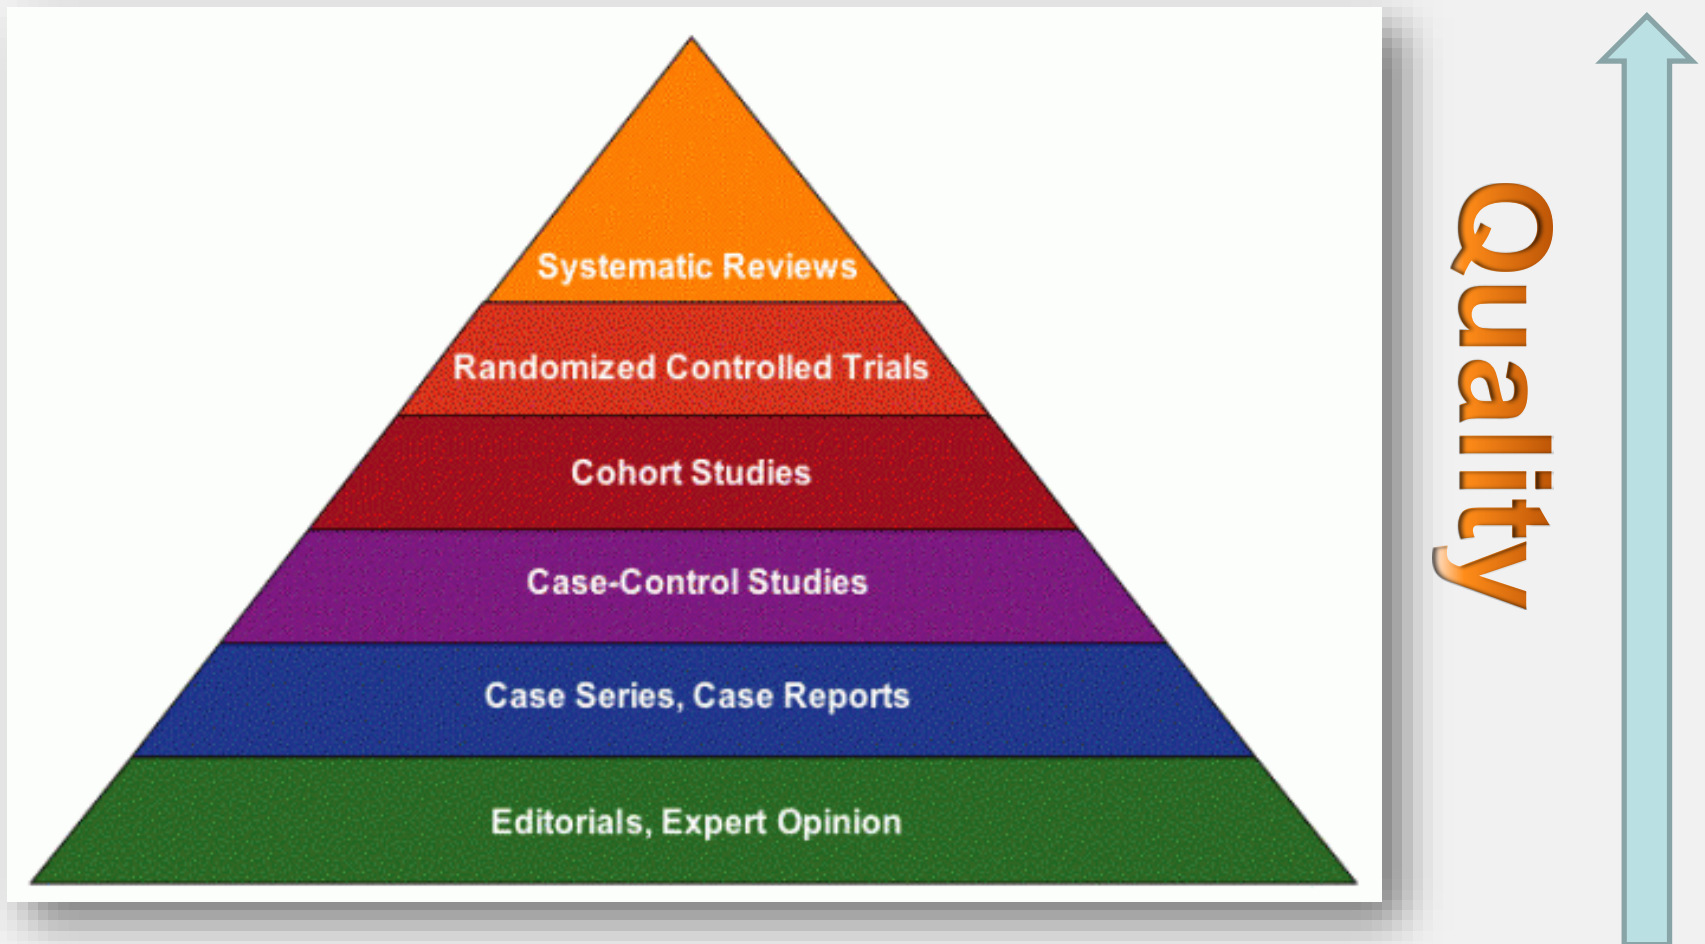 Systematic Reviews
Randomized Controlled Trials
Cohort Studies
Case-Control Studies
Case Series, Case Reports
Editorials, Expert Opinion
Quality